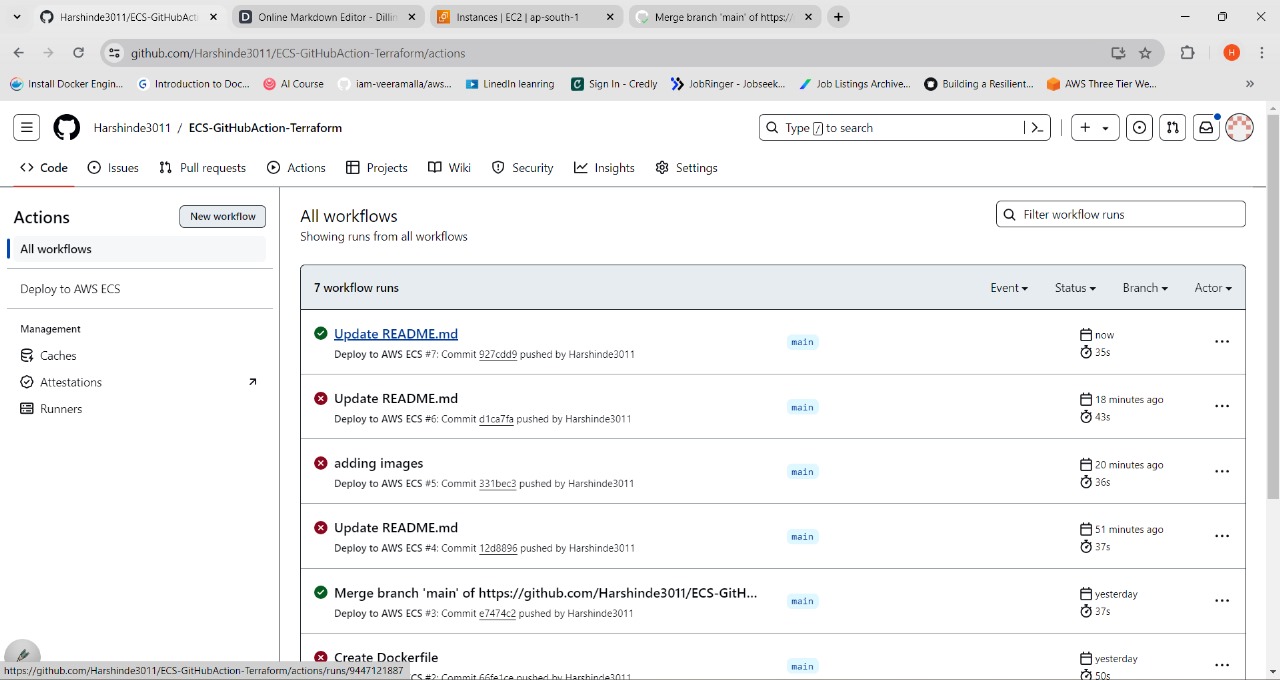 Harshinde3011/ECS-GitHubActi
Online Markdown Editor - Dillin
Instances | EC2 | ap-south-1
Merge branch 'main' of https:/
github.com/Harshinde3011/ECS-GitHubAction-Terraform/actions
H
Install Docker Engin...
Introduction to Doc...
AI Course
iam-veeramalla/aws...
LinedIn leanring
Sign In - Credly
JobRinger - Jobseek...
Job Listings Archive...
Building a Resilient...
AWS Three Tier We...
Harshinde3011 / ECS-GitHubAction-Terraform
Type / to search
Code
Issues
Pull requests
Actions
Projects
Wiki
Security
Insights
Settings
Actions
New workflow
All workflows
Deploy to AWS ECS
Management
Caches
Attestations
Runners
All workflows
Showing runs from all workflows
Filter workflow runs
7 workflow runs
Event
Status
Branch
Actor
Update README.md
Deploy to AWS ECS #7: Commit 927cdd9 pushed by Harshinde3011
main
now
35s
Update README.md
Deploy to AWS ECS #6: Commit d1ca7fa pushed by Harshinde3011
main
18 minutes ago
43s
adding images
Deploy to AWS ECS #5: Commit 331bec3 pushed by Harshinde3011
main
20 minutes ago
36s
Update README.md
Deploy to AWS ECS #4: Commit 12d8896 pushed by Harshinde3011
main
51 minutes ago
37s
Merge branch 'main' of https://github.com/Harshinde3011/ECS-GitH...
Deploy to AWS ECS #3: Commit e7474c2 pushed by Harshinde3011
main
yesterday
37s
Create Dockerfile
CS #2: Commit 66fe1ce pushed by Harshinde3011
main
yesterday
50s
https://github.com/Harshinde3011/ECS-GitHubAction-Terraform/actions/runs/9447121887